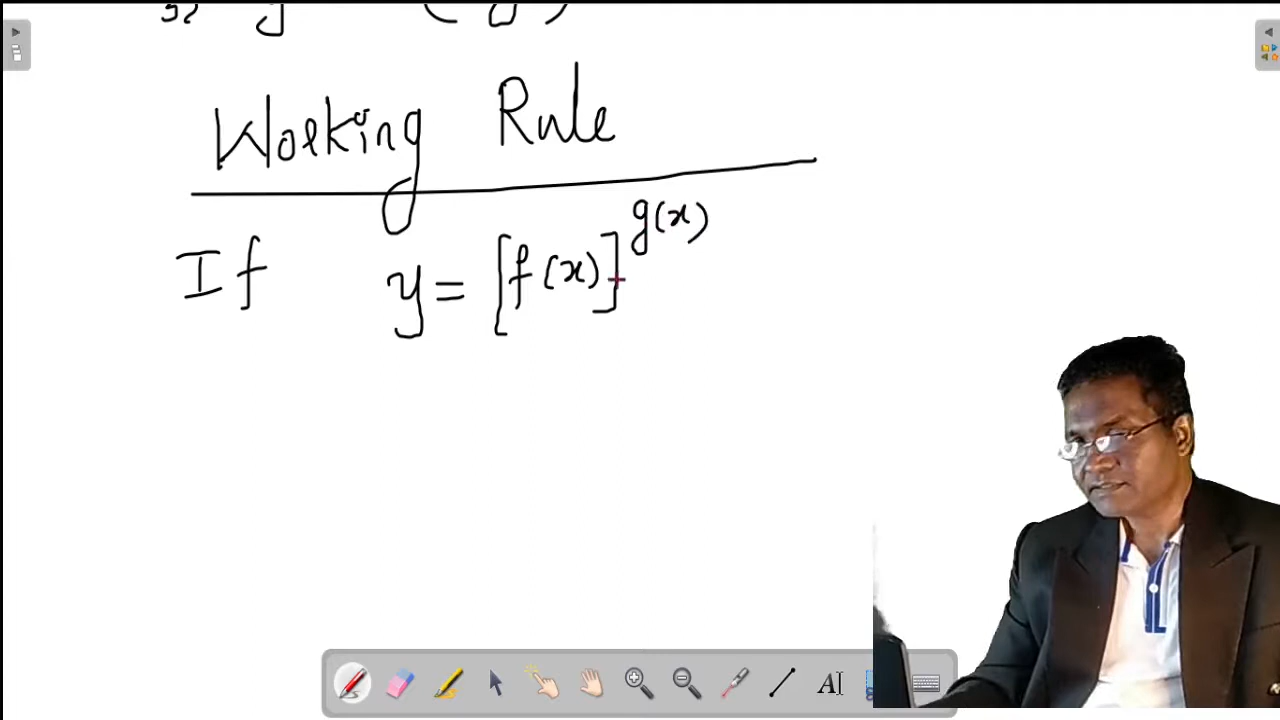 Working Rule
If y = [f(x)]^{g(x)}